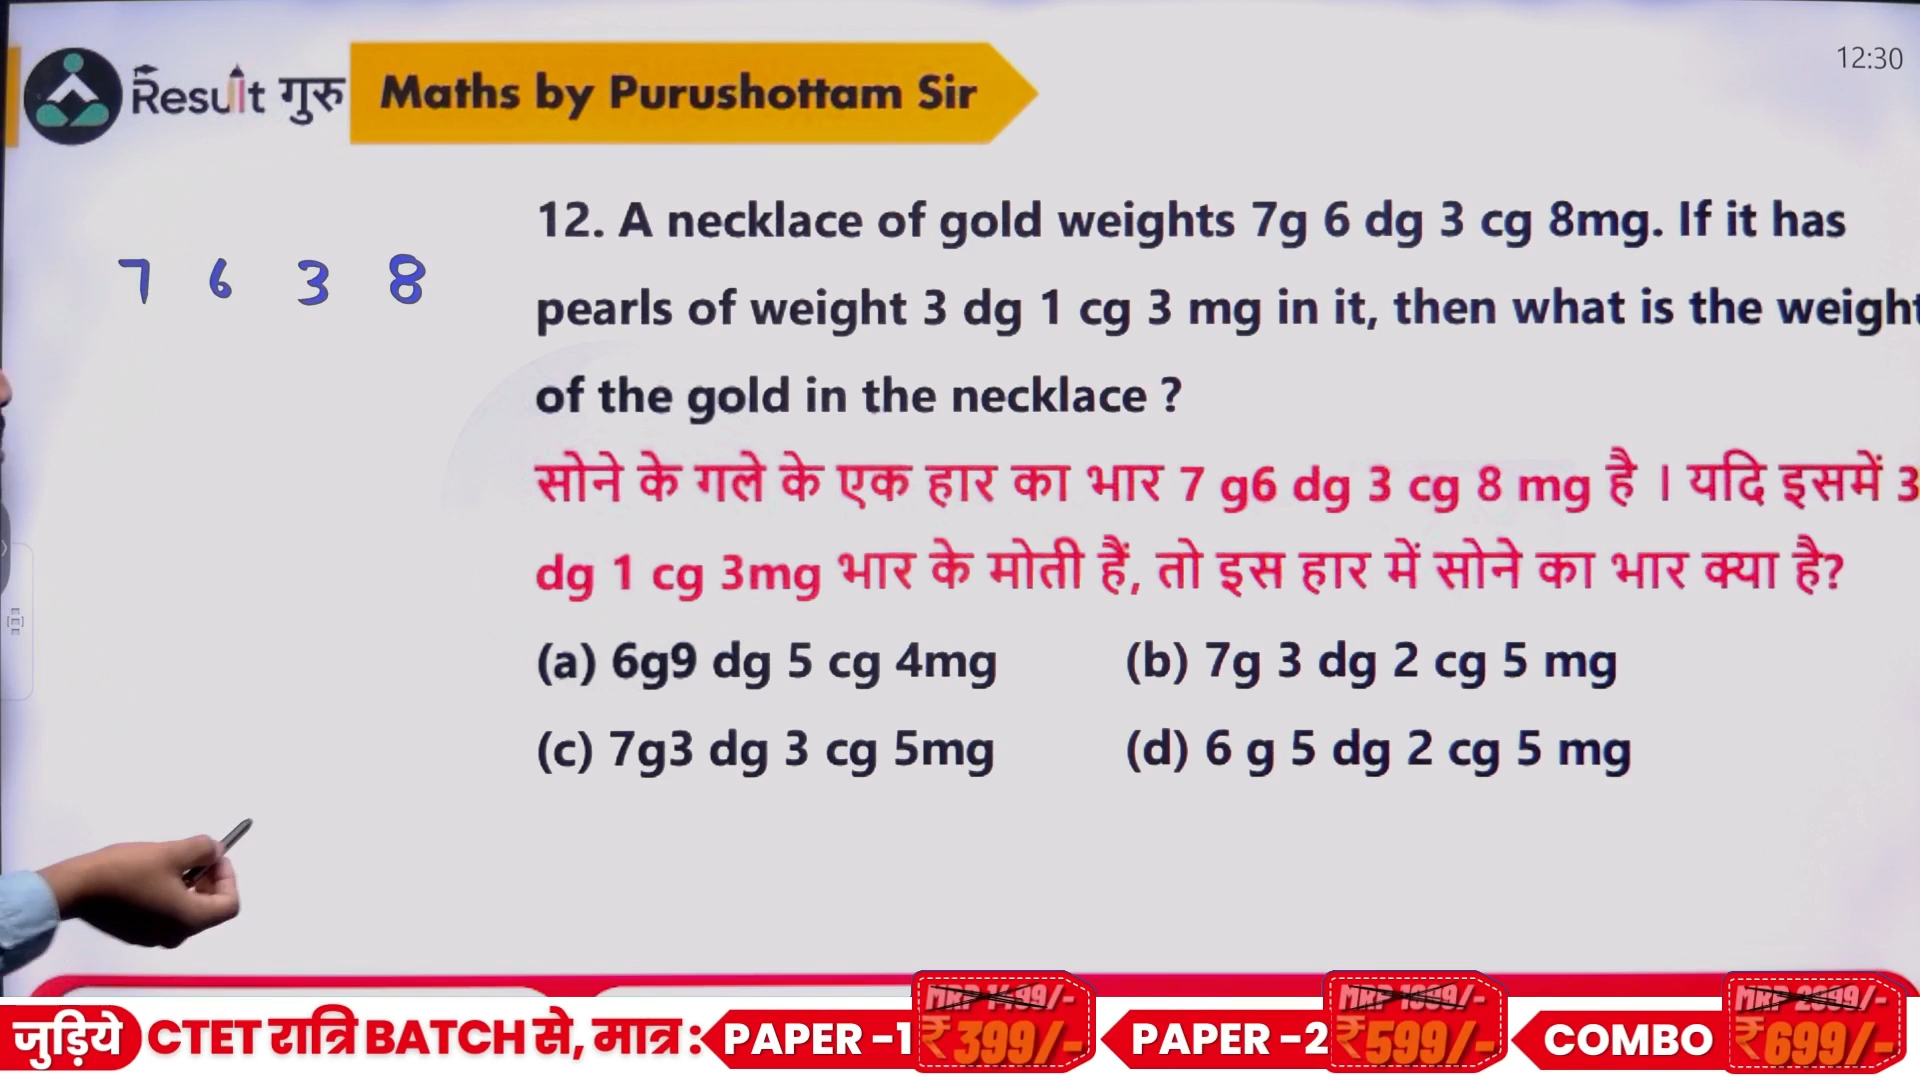 Result गुरु
Maths by Purushottam Sir
12:30
7 6 3 8
12. A necklace of gold weights 7g 6 dg 3 cg 8mg. If it has
pearls of weight 3 dg 1 cg 3 mg in it, then what is the weight
of the gold in the necklace ?
सोने के गले के एक हार का भार 7 g6 dg 3 cg 8 mg है । यदि इसमें 3
dg 1 cg 3mg भार के मोती हैं, तो इस हार में सोने का भार क्या है?
(a) 6g9 dg 5 cg 4mg (b) 7g 3 dg 2 cg 5 mg
(c) 7g3 dg 3 cg 5mg (d) 6 g 5 dg 2 cg 5 mg
जुड़िये CTET रात्रि BATCH से, मात्र : PAPER -1 ₹399/- PAPER -2 ₹599/- COMBO ₹699/-